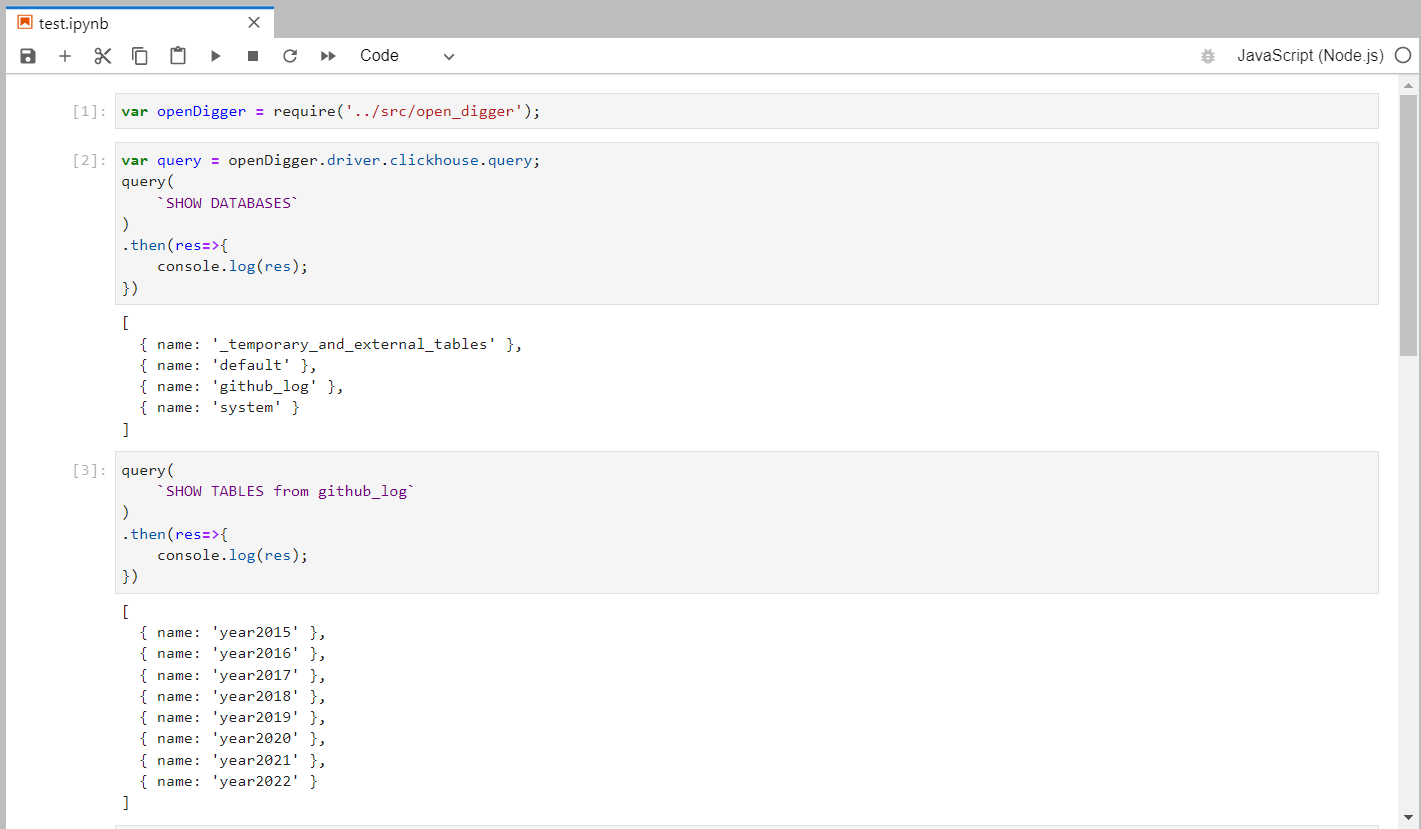 test.ipynb
Code
JavaScript (Node.js)
[1]: var openDigger = require('../src/open_digger');
[2]: var query = openDigger.driver.clickhouse.query;
query(
    `SHOW DATABASES`
)
.then(res=>{
    console.log(res);
})
[
  { name: '_temporary_and_external_tables' },
  { name: 'default' },
  { name: 'github_log' },
  { name: 'system' }
]
[3]: query(
    `SHOW TABLES from github_log`
)
.then(res=>{
    console.log(res);
})
[
  { name: 'year2015' },
  { name: 'year2016' },
  { name: 'year2017' },
  { name: 'year2018' },
  { name: 'year2019' },
  { name: 'year2020' },
  { name: 'year2021' },
  { name: 'year2022' }
]